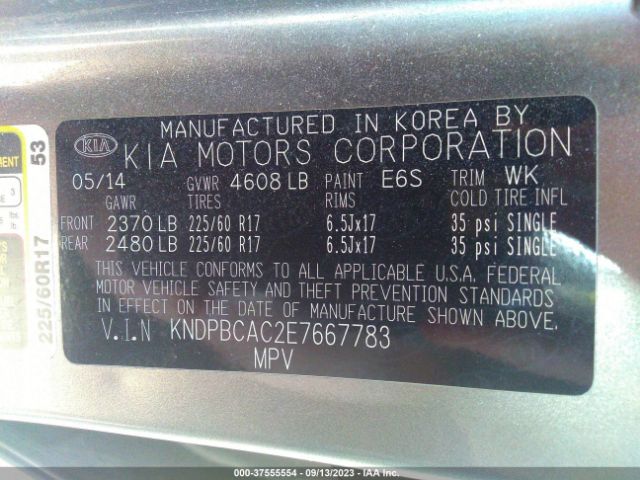 MANUFACTURED IN KOREA BY
KIA KIA MOTORS CORPORATION
05/14 GVWR 4608 LB PAINT E6S TRIM WK
GAWR TIRES RIMS COLD TIRE INFL
FRONT 2370 LB 225/60 R17 6.5Jx17 35 psi SINGLE
REAR 2480 LB 225/60 R17 6.5Jx17 35 psi SINGLE
THIS VEHICLE CONFORMS TO ALL APPLICABLE U.S.A. FEDERAL
MOTOR VEHICLE SAFETY AND THEFT PREVENTION STANDARDS
IN EFFECT ON THE DATE OF MANUFACTURE SHOWN ABOVE.
V.I.N KNDPBCAC2E7667783
MPV
53
225/60R17
000-37555554 - 09/13/2023 - IAA Inc.